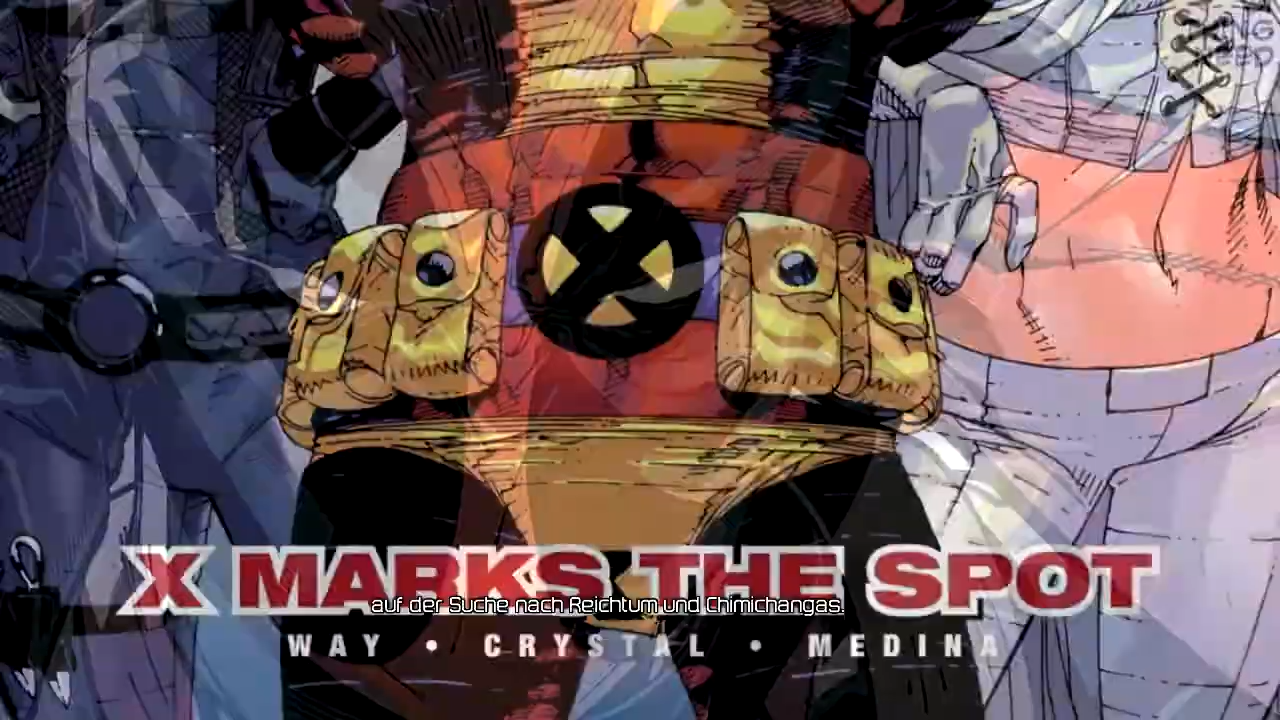 X MARKS THE SPOT
auf der Suche nach Reichtum und Chimichangas.
WAY • CRYSTAL • MEDINA